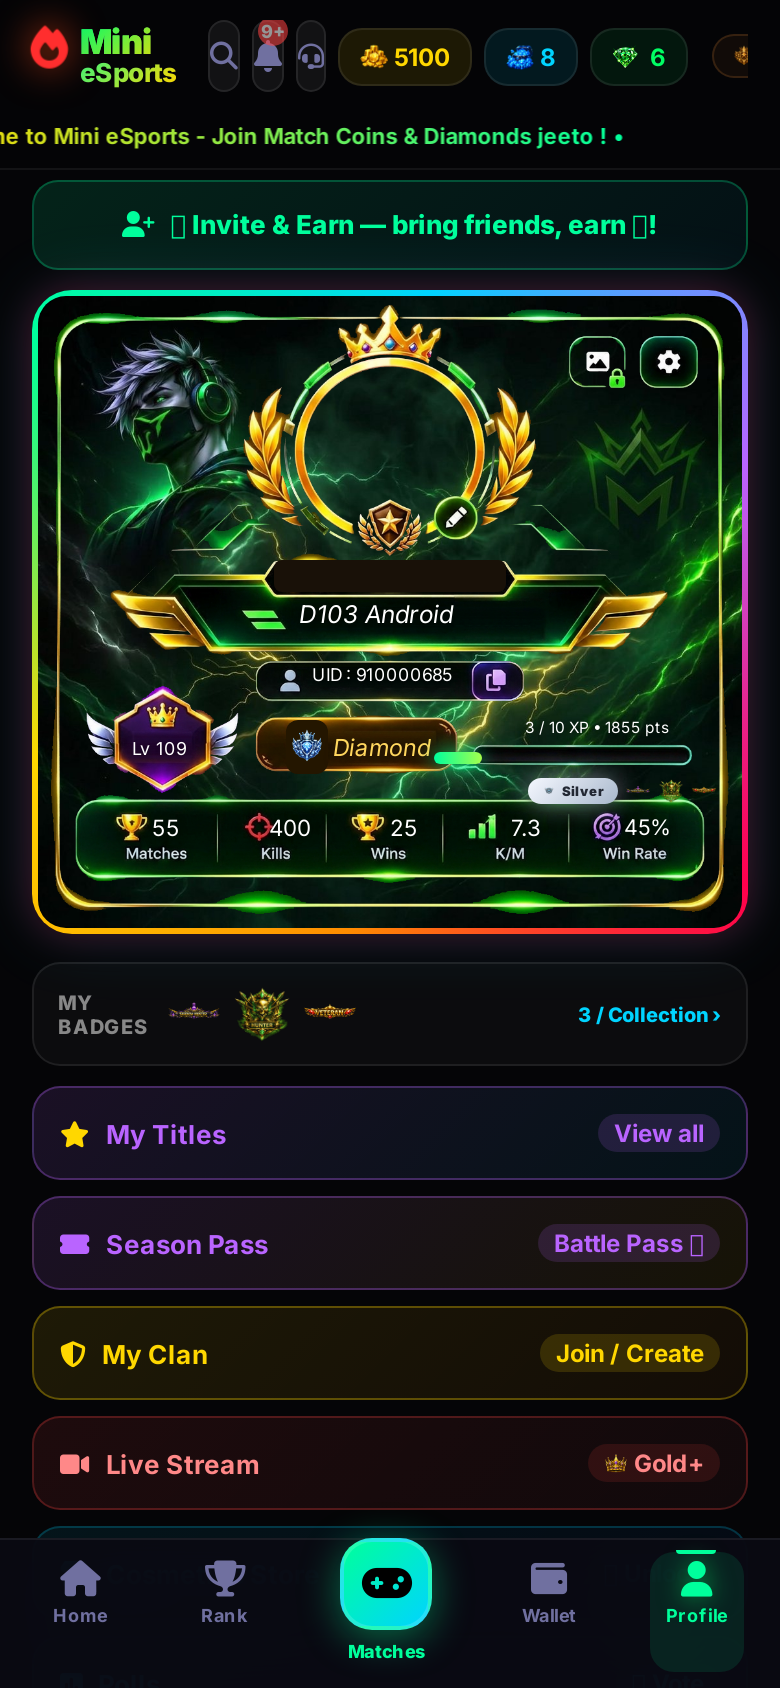 Mini
eSports
9+
5100
8
6
ne to Mini eSports - Join Match Coins & Diamonds jeeto ! •
Invite & Earn — bring friends, earn !
D103 Android
UID : 910000685
Lv 109
Diamond
3 / 10 XP • 1855 pts
Silver
55
Matches
400
Kills
25
Wins
7.3
K/M
45%
Win Rate
MY
BADGES
HUNTER
VETERAN
3 / Collection ›
My Titles
View all
Season Pass
Battle Pass
My Clan
Join / Create
Live Stream
Gold+
Home
Rank
Matches
Wallet
Profile